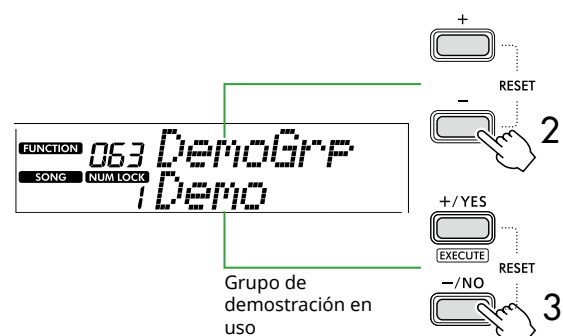 +
RESET
−
2
FUNCTION 063 DemoGrp
SONG NUM LOCK
1 Demo
+/YES
EXECUTE
RESET
−/NO
3
Grupo de
demostración en
uso